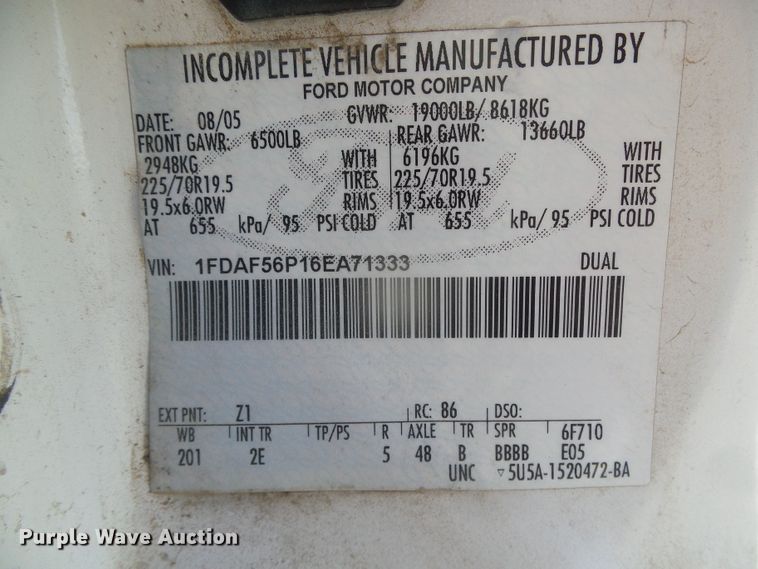 INCOMPLETE VEHICLE MANUFACTURED BY
FORD MOTOR COMPANY
DATE: 08/05 GVWR: 19000LB/ 8618KG
FRONT GAWR: 6500LB REAR GAWR: 13660LB
2948KG WITH 6196KG WITH
225/70R19.5 TIRES 225/70R19.5 TIRES
19.5x6.0RW RIMS 19.5x6.0RW RIMS
AT 655 kPa/ 95 PSI COLD AT 655 kPa/ 95 PSI COLD
VIN: 1FDAF56P16EA71333 DUAL
EXT PNT: Z1 RC: 86 DSO:
WB INT TR TP/PS R AXLE TR SPR 6F710
201 2E 5 48 B BBBB E05
UNC ▽5U5A-1520472-BA
Purple Wave Auction